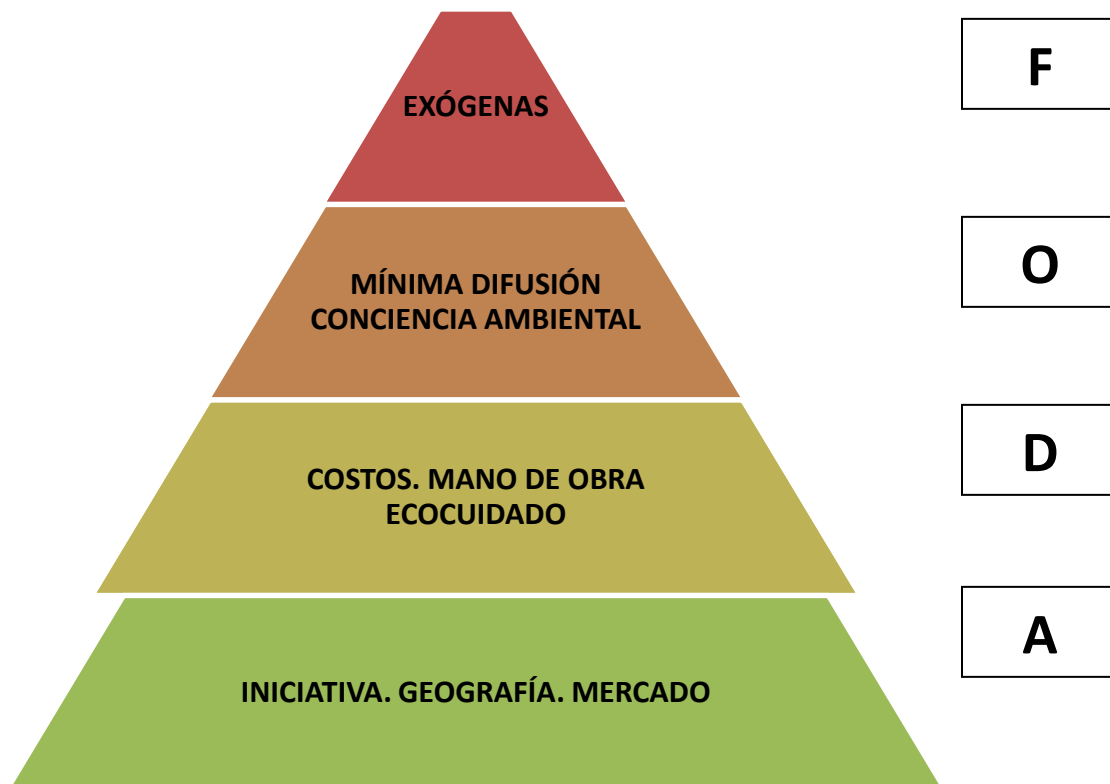 EXÓGENAS
F
MÍNIMA DIFUSIÓN
CONCIENCIA AMBIENTAL
O
COSTOS. MANO DE OBRA
ECOCUIDADO
D
INICIATIVA. GEOGRAFÍA. MERCADO
A